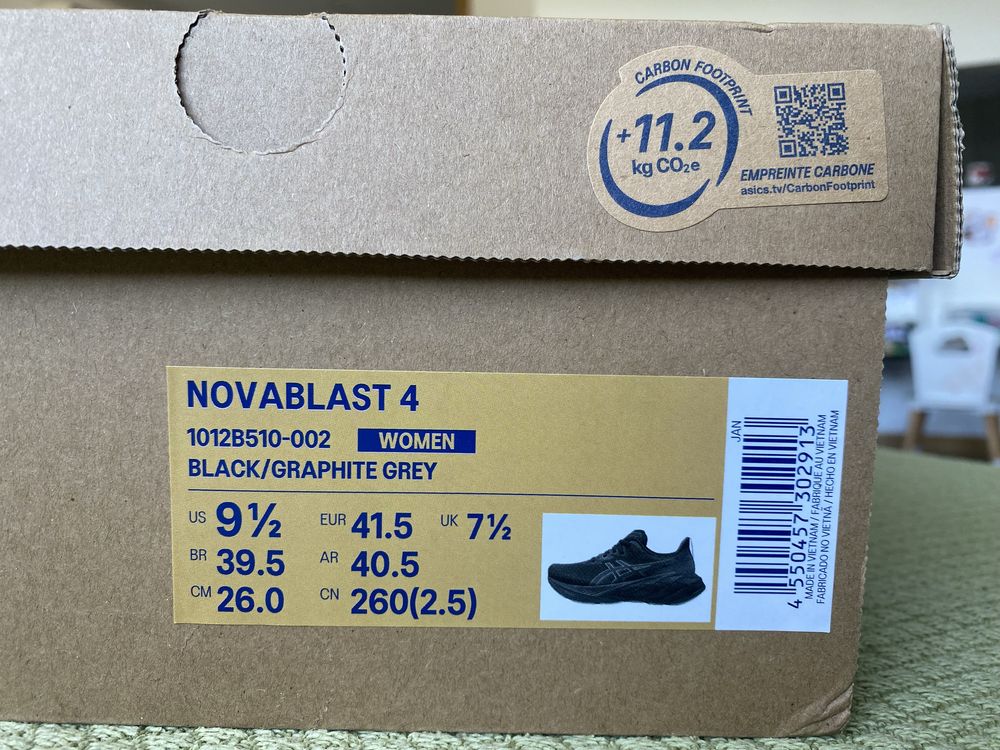 CARBON FOOTPRINT
+11.2
kg CO₂e
EMPREINTE CARBONE
asics.tv/CarbonFootprint
NOVABLAST 4
1012B510-002 WOMEN
BLACK/GRAPHITE GREY
US 9½ EUR 41.5 UK 7½
BR 39.5 AR 40.5
CM 26.0 CN 260(2.5)
JAN
4 550457 302913
MADE IN VIETNAM / FABRIQUÉ AU VIETNAM
FABRICADO NO VIETNÃ / HECHO EN VIETNAM